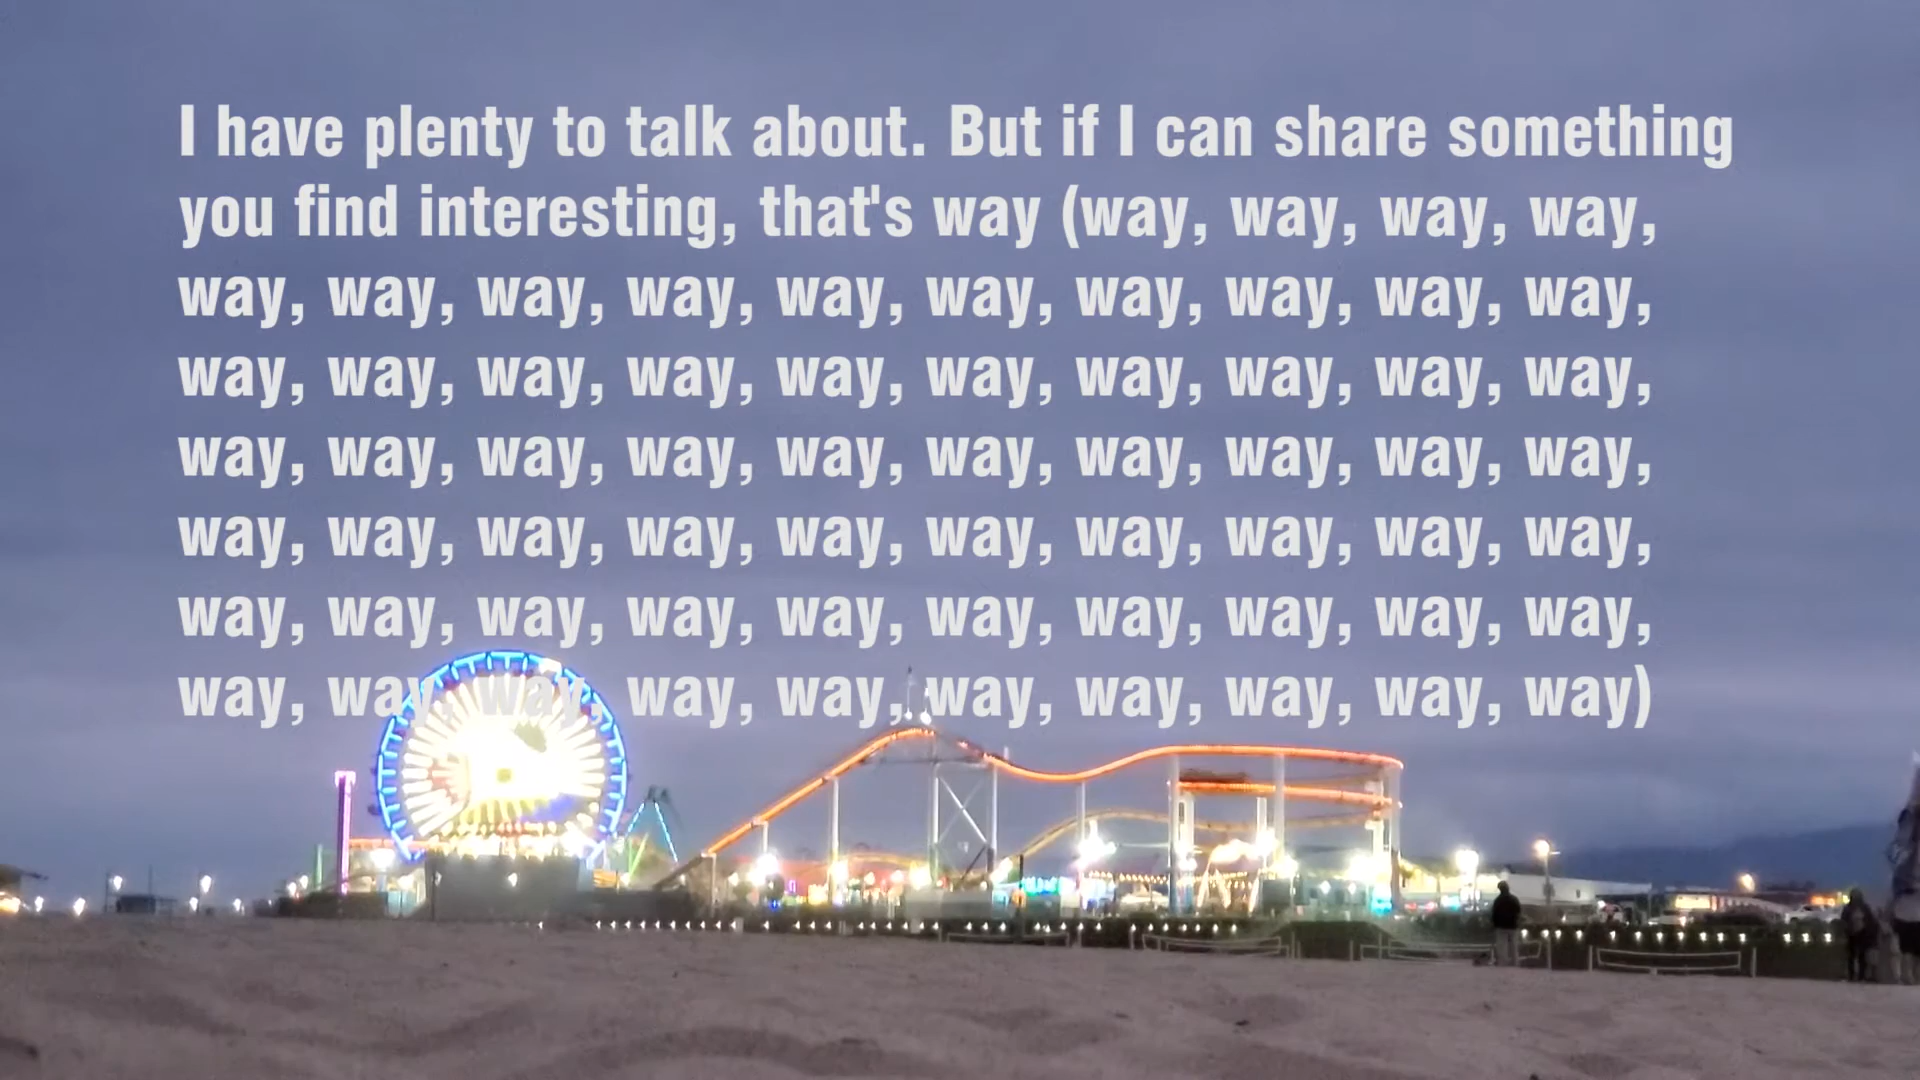 I have plenty to talk about. But if I can share something
you find interesting, that's way (way, way, way, way,
way, way, way, way, way, way, way, way, way, way,
way, way, way, way, way, way, way, way, way, way,
way, way, way, way, way, way, way, way, way, way,
way, way, way, way, way, way, way, way, way, way,
way, way, way, way, way, way, way, way, way, way,
way, way, way, way, way, way, way, way, way, way)